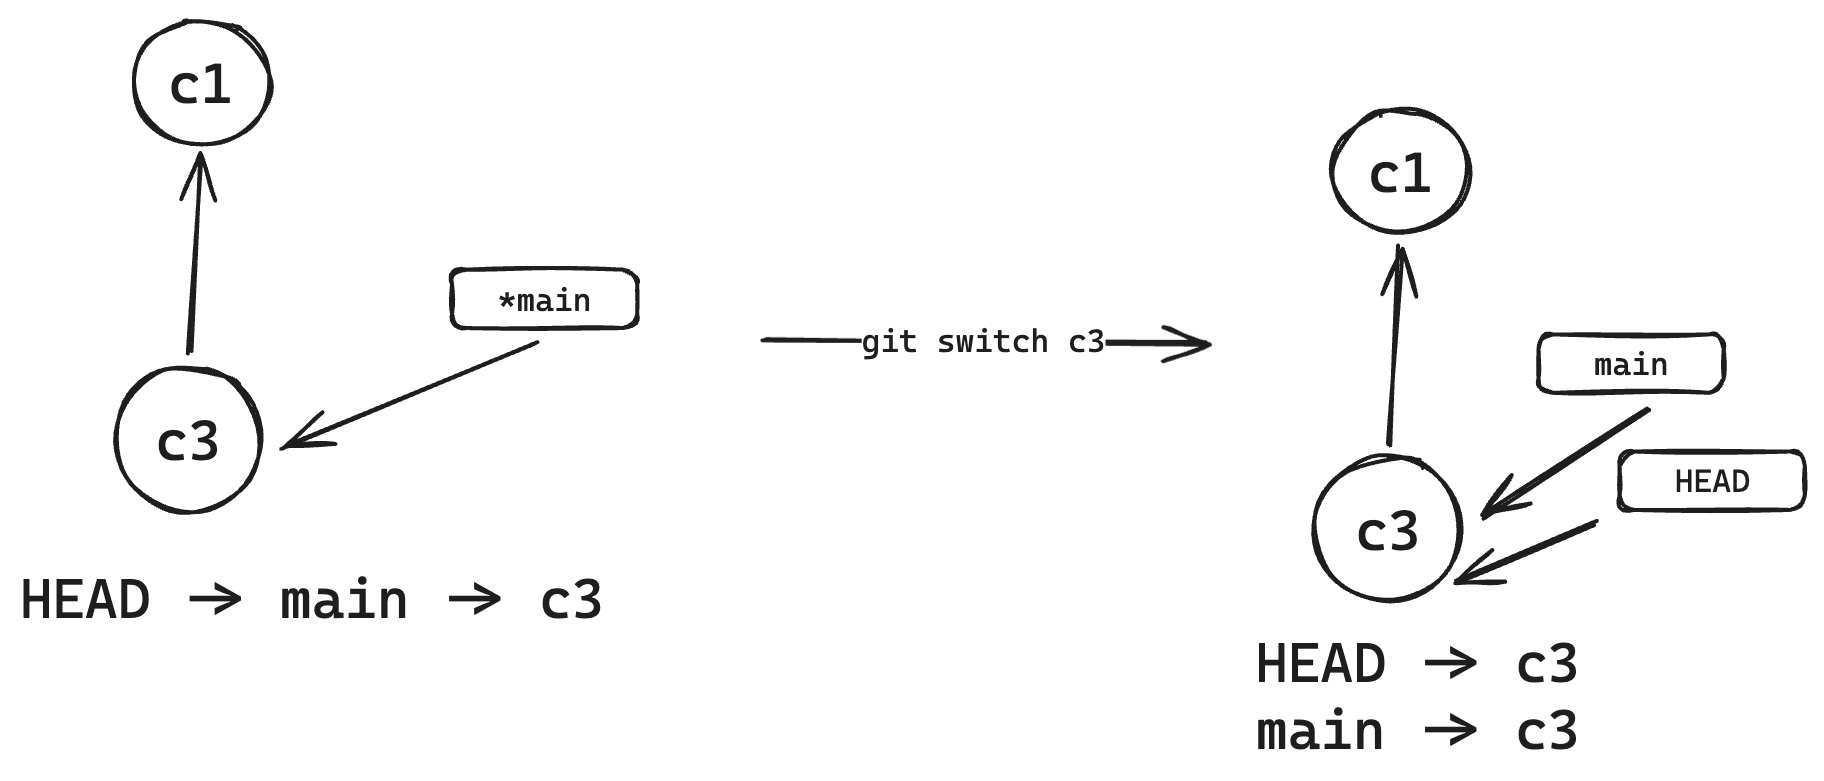 c1
*main
c3
HEAD -> main -> c3
git switch c3
c1
main
HEAD
c3
HEAD -> c3
main -> c3